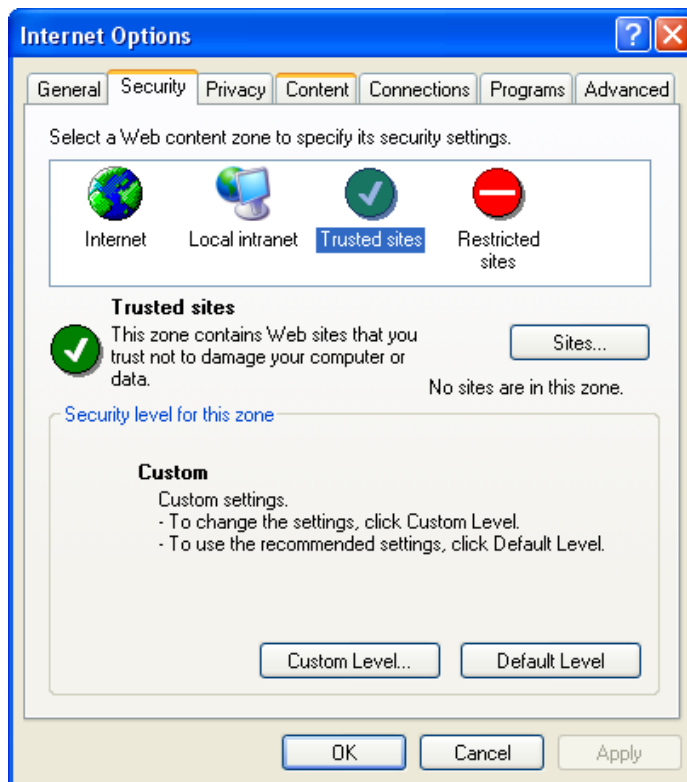 Internet Options
General Security Privacy Content Connections Programs Advanced
Select a Web content zone to specify its security settings.
Internet Local intranet Trusted sites Restricted
sites
Trusted sites
This zone contains Web sites that you
trust not to damage your computer or
data.
Sites...
No sites are in this zone.
Security level for this zone
Custom
Custom settings.
- To change the settings, click Custom Level.
- To use the recommended settings, click Default Level.
Custom Level... Default Level
OK Cancel Apply